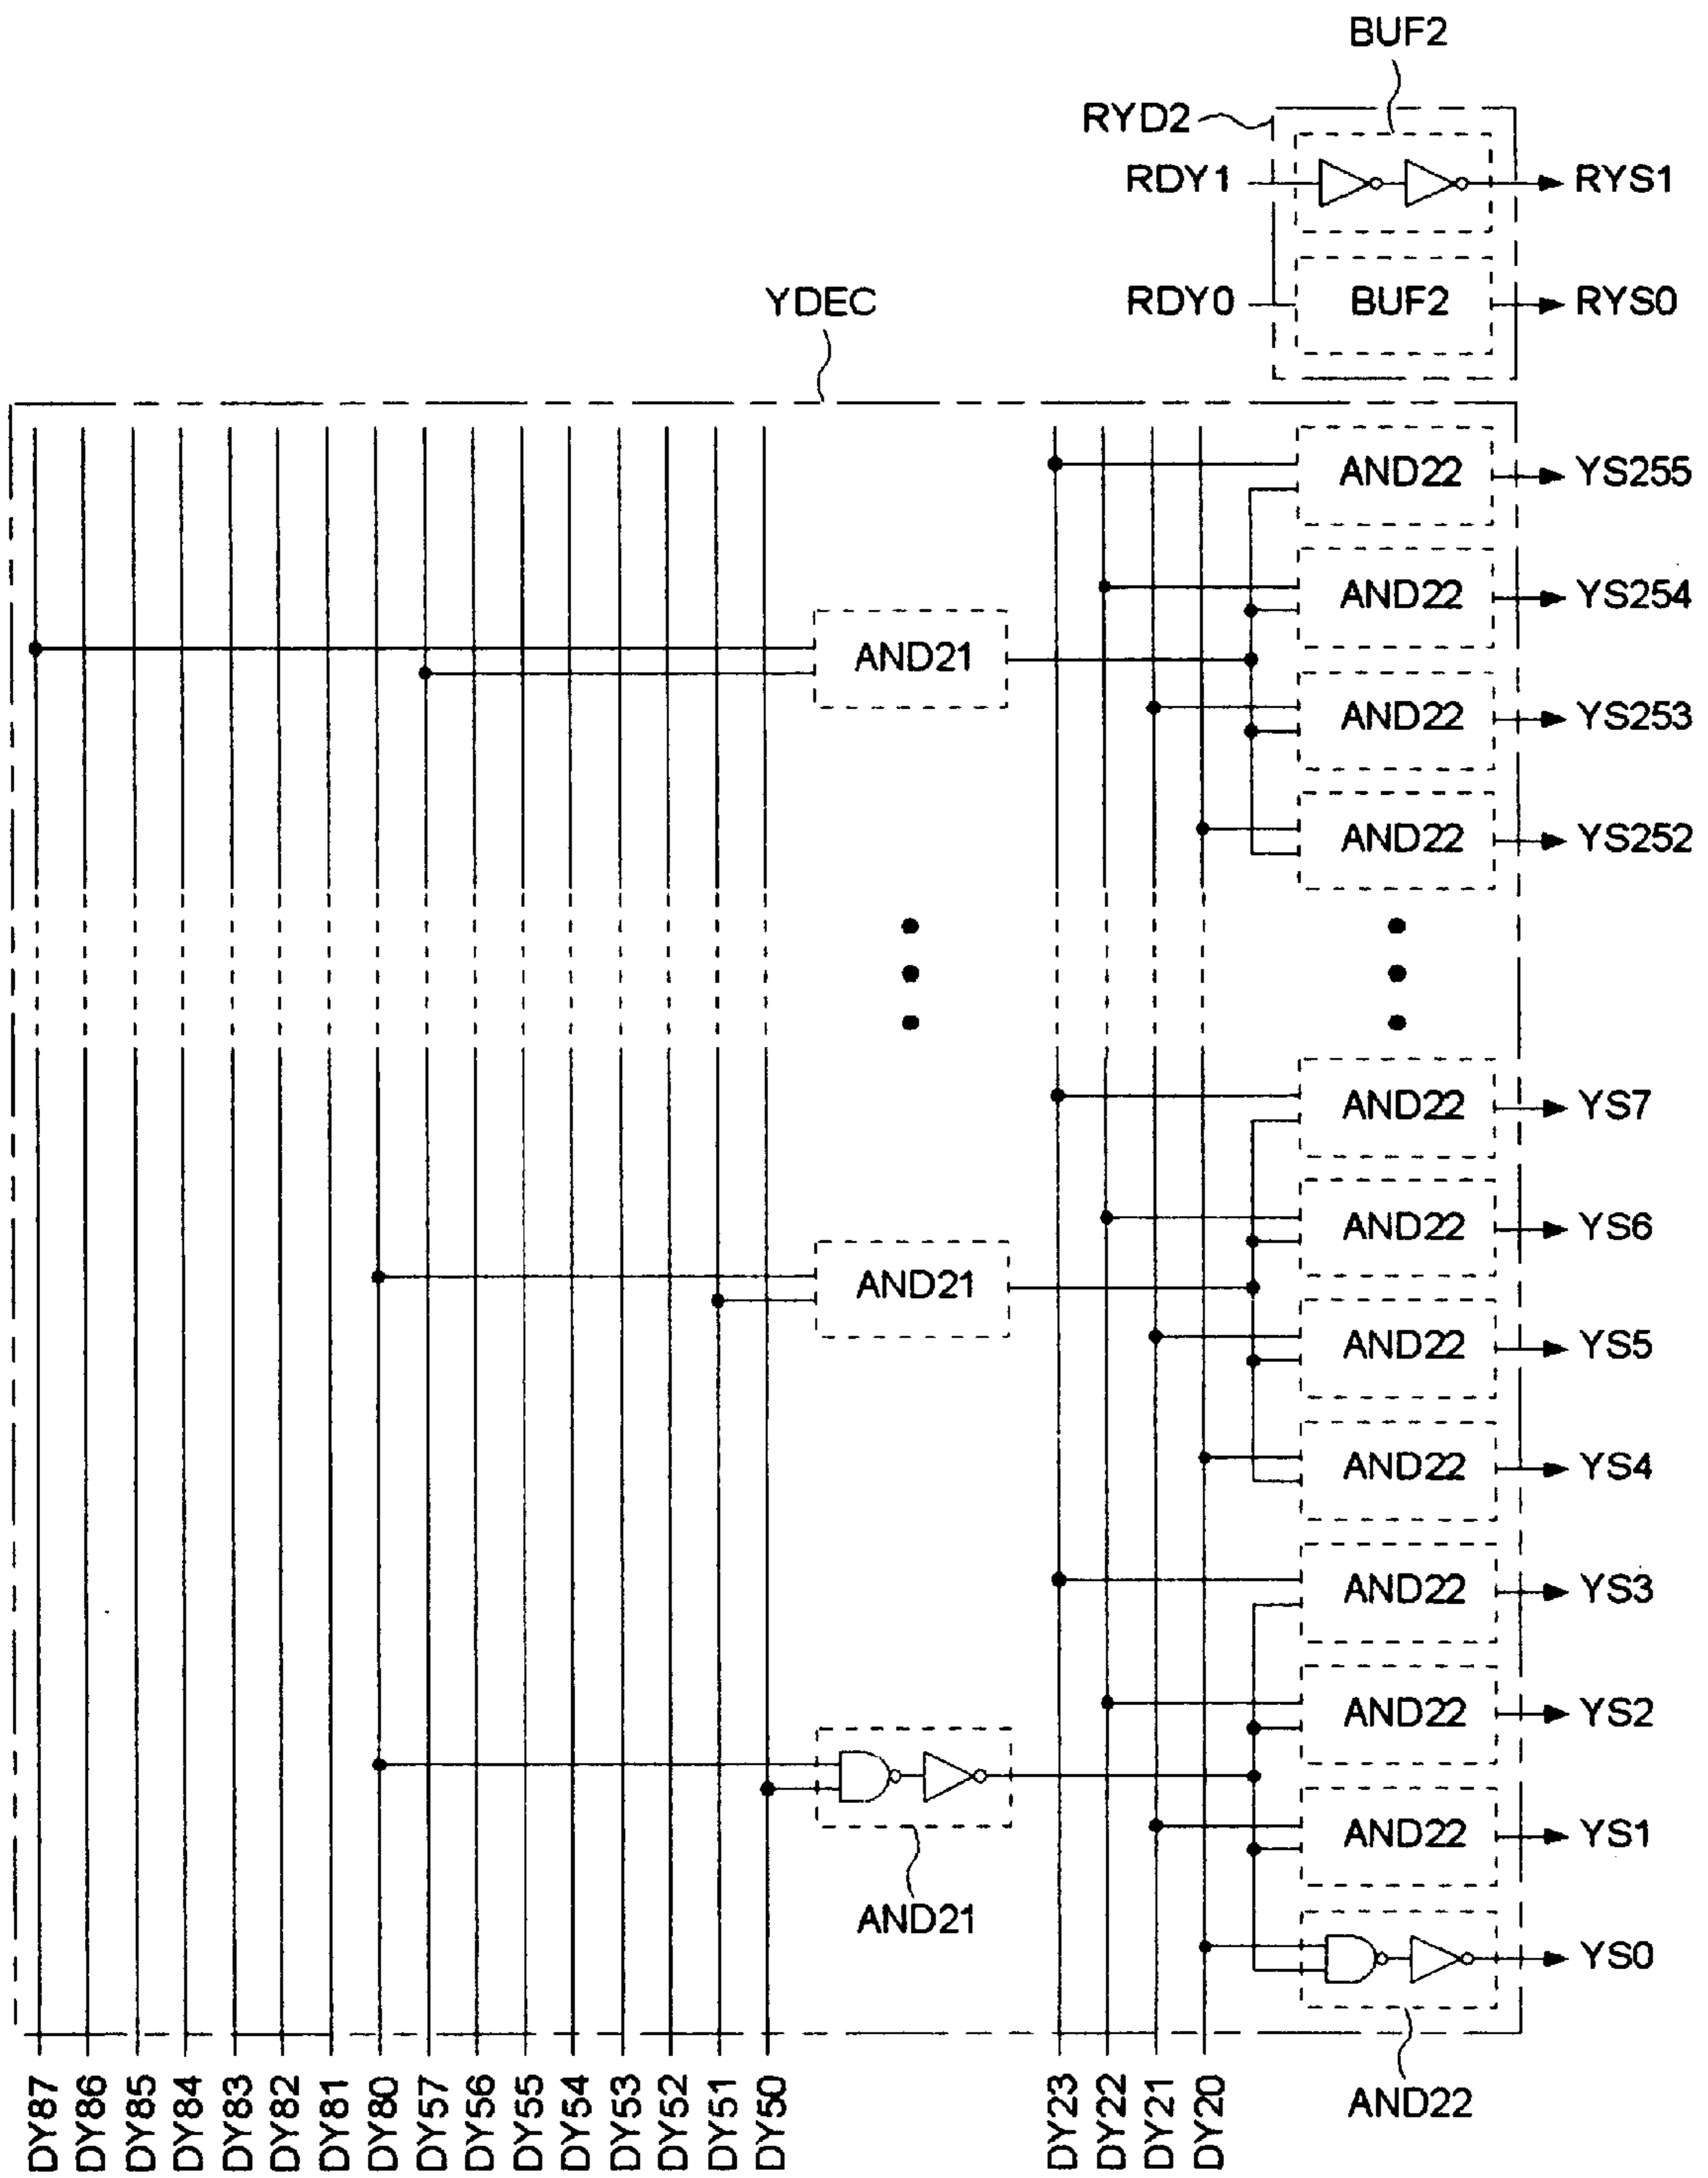 BUF2
RYD2
RDY1
RYS1
RDY0
BUF2
RYS0
YDEC
AND22
YS255
AND22
YS254
AND21
AND22
YS253
AND22
YS252
AND22
YS7
AND22
YS6
AND21
AND22
YS5
AND22
YS4
AND22
YS3
AND22
YS2
AND22
YS1
AND21
YS0
AND22
DY87
DY86
DY85
DY84
DY83
DY82
DY81
DY80
DY57
DY56
DY55
DY54
DY53
DY52
DY51
DY50
DY23
DY22
DY21
DY20